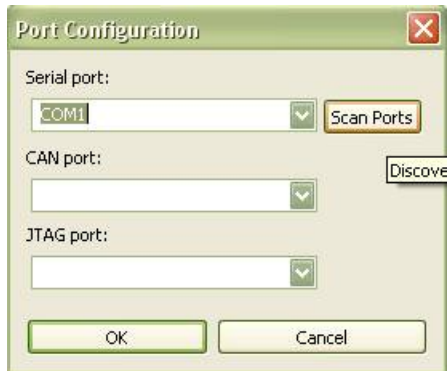 Port Configuration
Serial port:
COM1
Scan Ports
CAN port:
Discove
JTAG port:
OK
Cancel